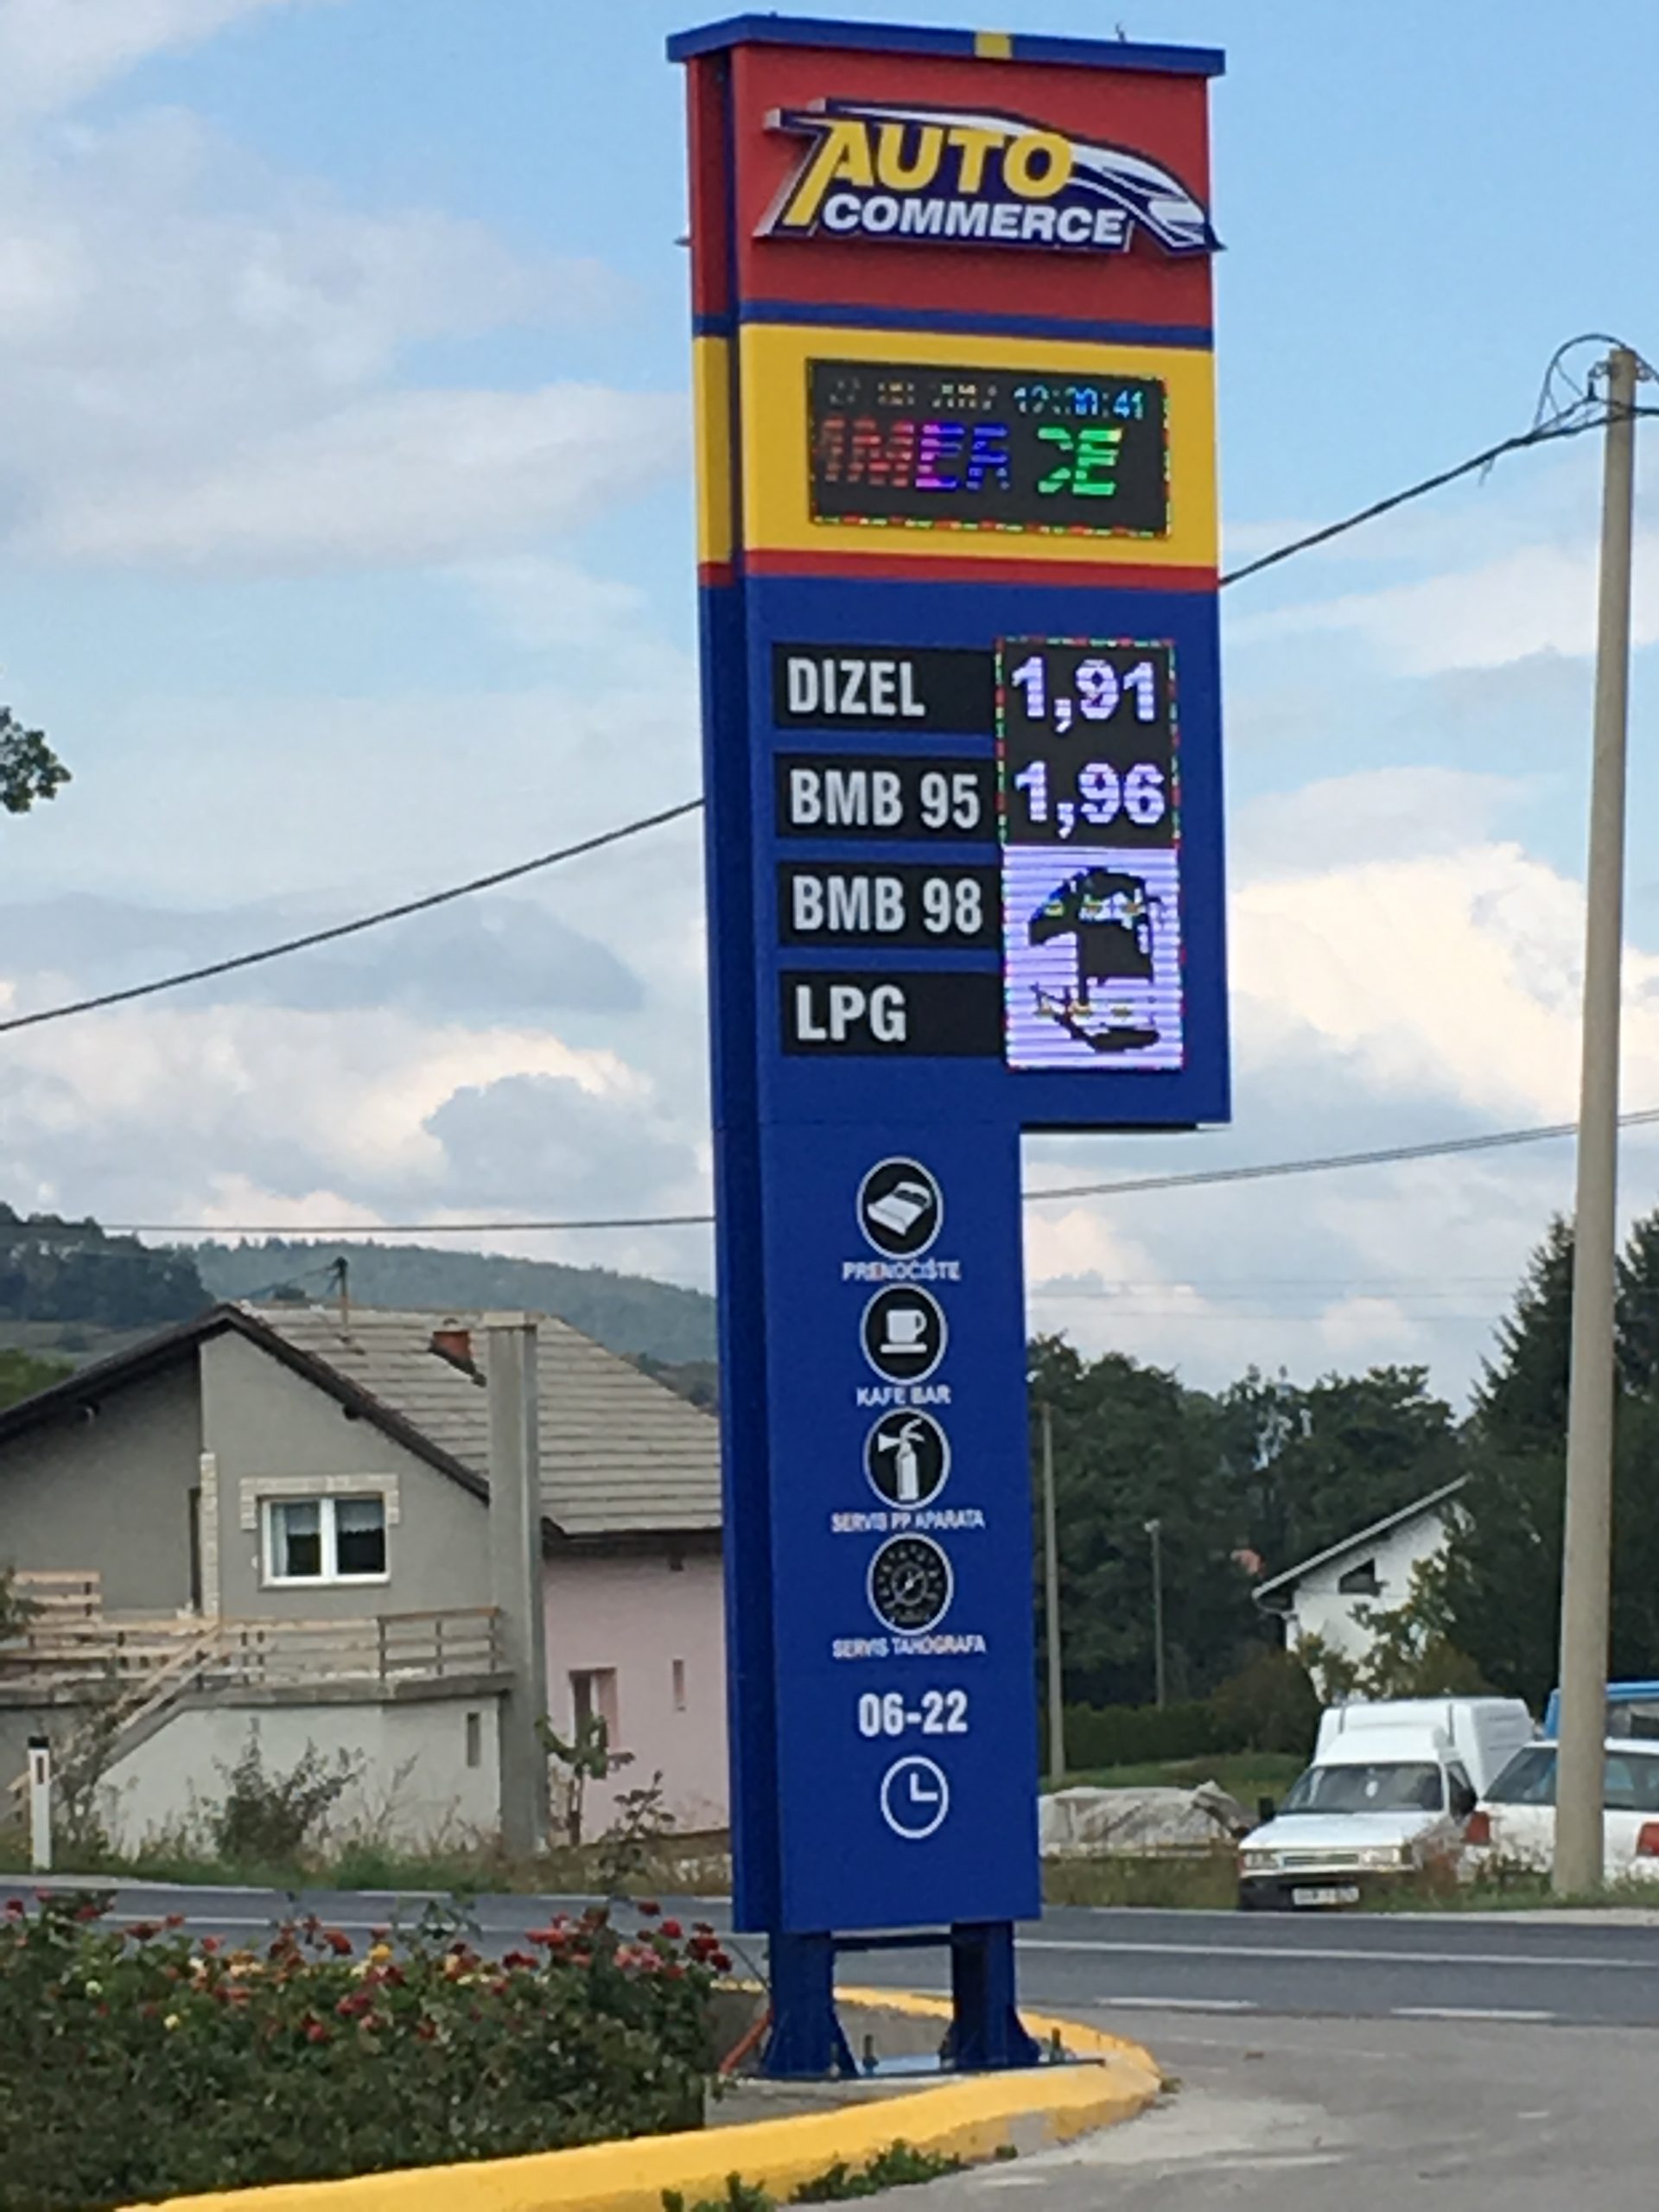 AUTO
COMMERCE
DIZEL 1,91
BMB 95 1,96
BMB 98
LPG
PRENOĆIŠTE
KAFE BAR
SERVIS PP APARATA
SERVIS TAHOGRAFA
06-22